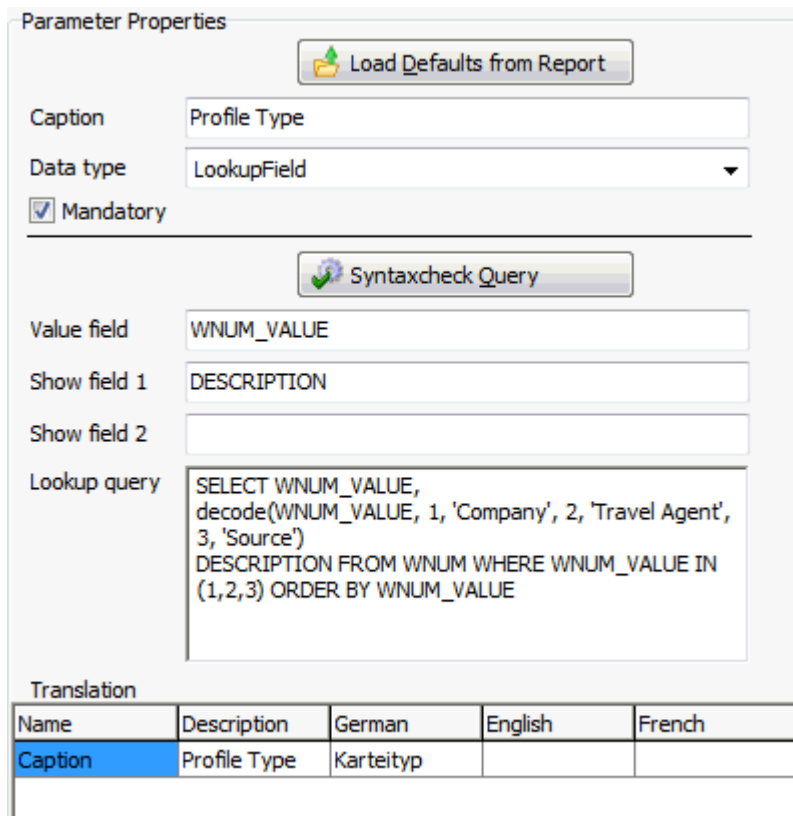 Parameter Properties
Load Defaults from Report
Caption Profile Type
Data type LookupField
Mandatory
Syntaxcheck Query
Value field WNUM_VALUE
Show field 1 DESCRIPTION
Show field 2
Lookup query SELECT WNUM_VALUE,
decode(WNUM_VALUE, 1, 'Company', 2, 'Travel Agent',
3, 'Source')
DESCRIPTION FROM WNUM WHERE WNUM_VALUE IN
(1,2,3) ORDER BY WNUM_VALUE
Translation
Name Description German English French
Caption Profile Type Karteityp